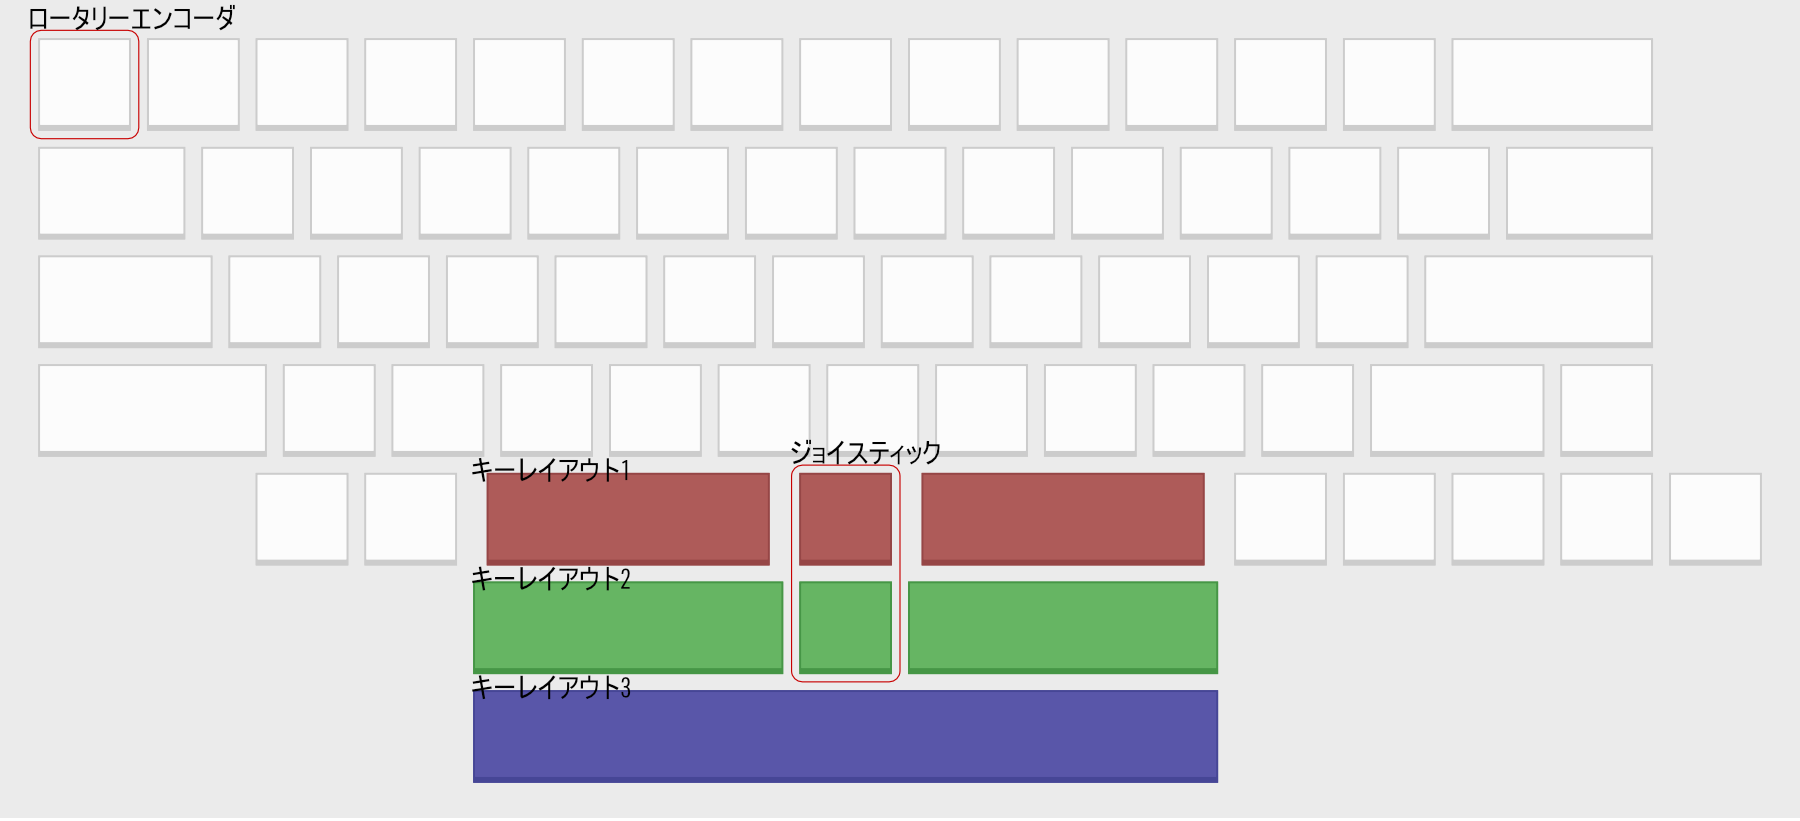 ロータリーエンコーダ
ジョイスティック
キーレイアウト1
キーレイアウト2
キーレイアウト3